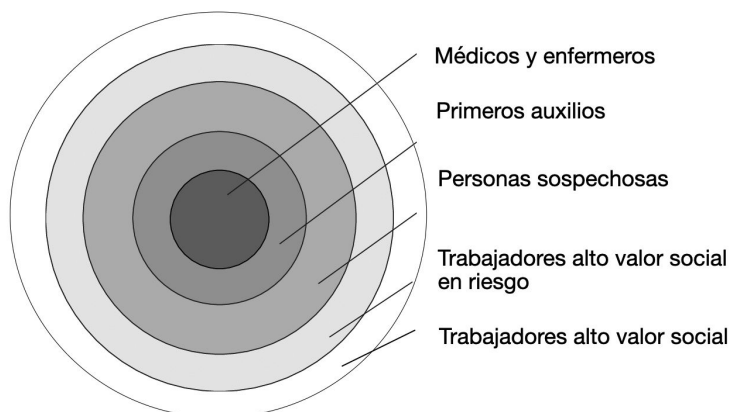 Médicos y enfermeros
Primeros auxilios
Personas sospechosas
Trabajadores alto valor social
en riesgo
Trabajadores alto valor social